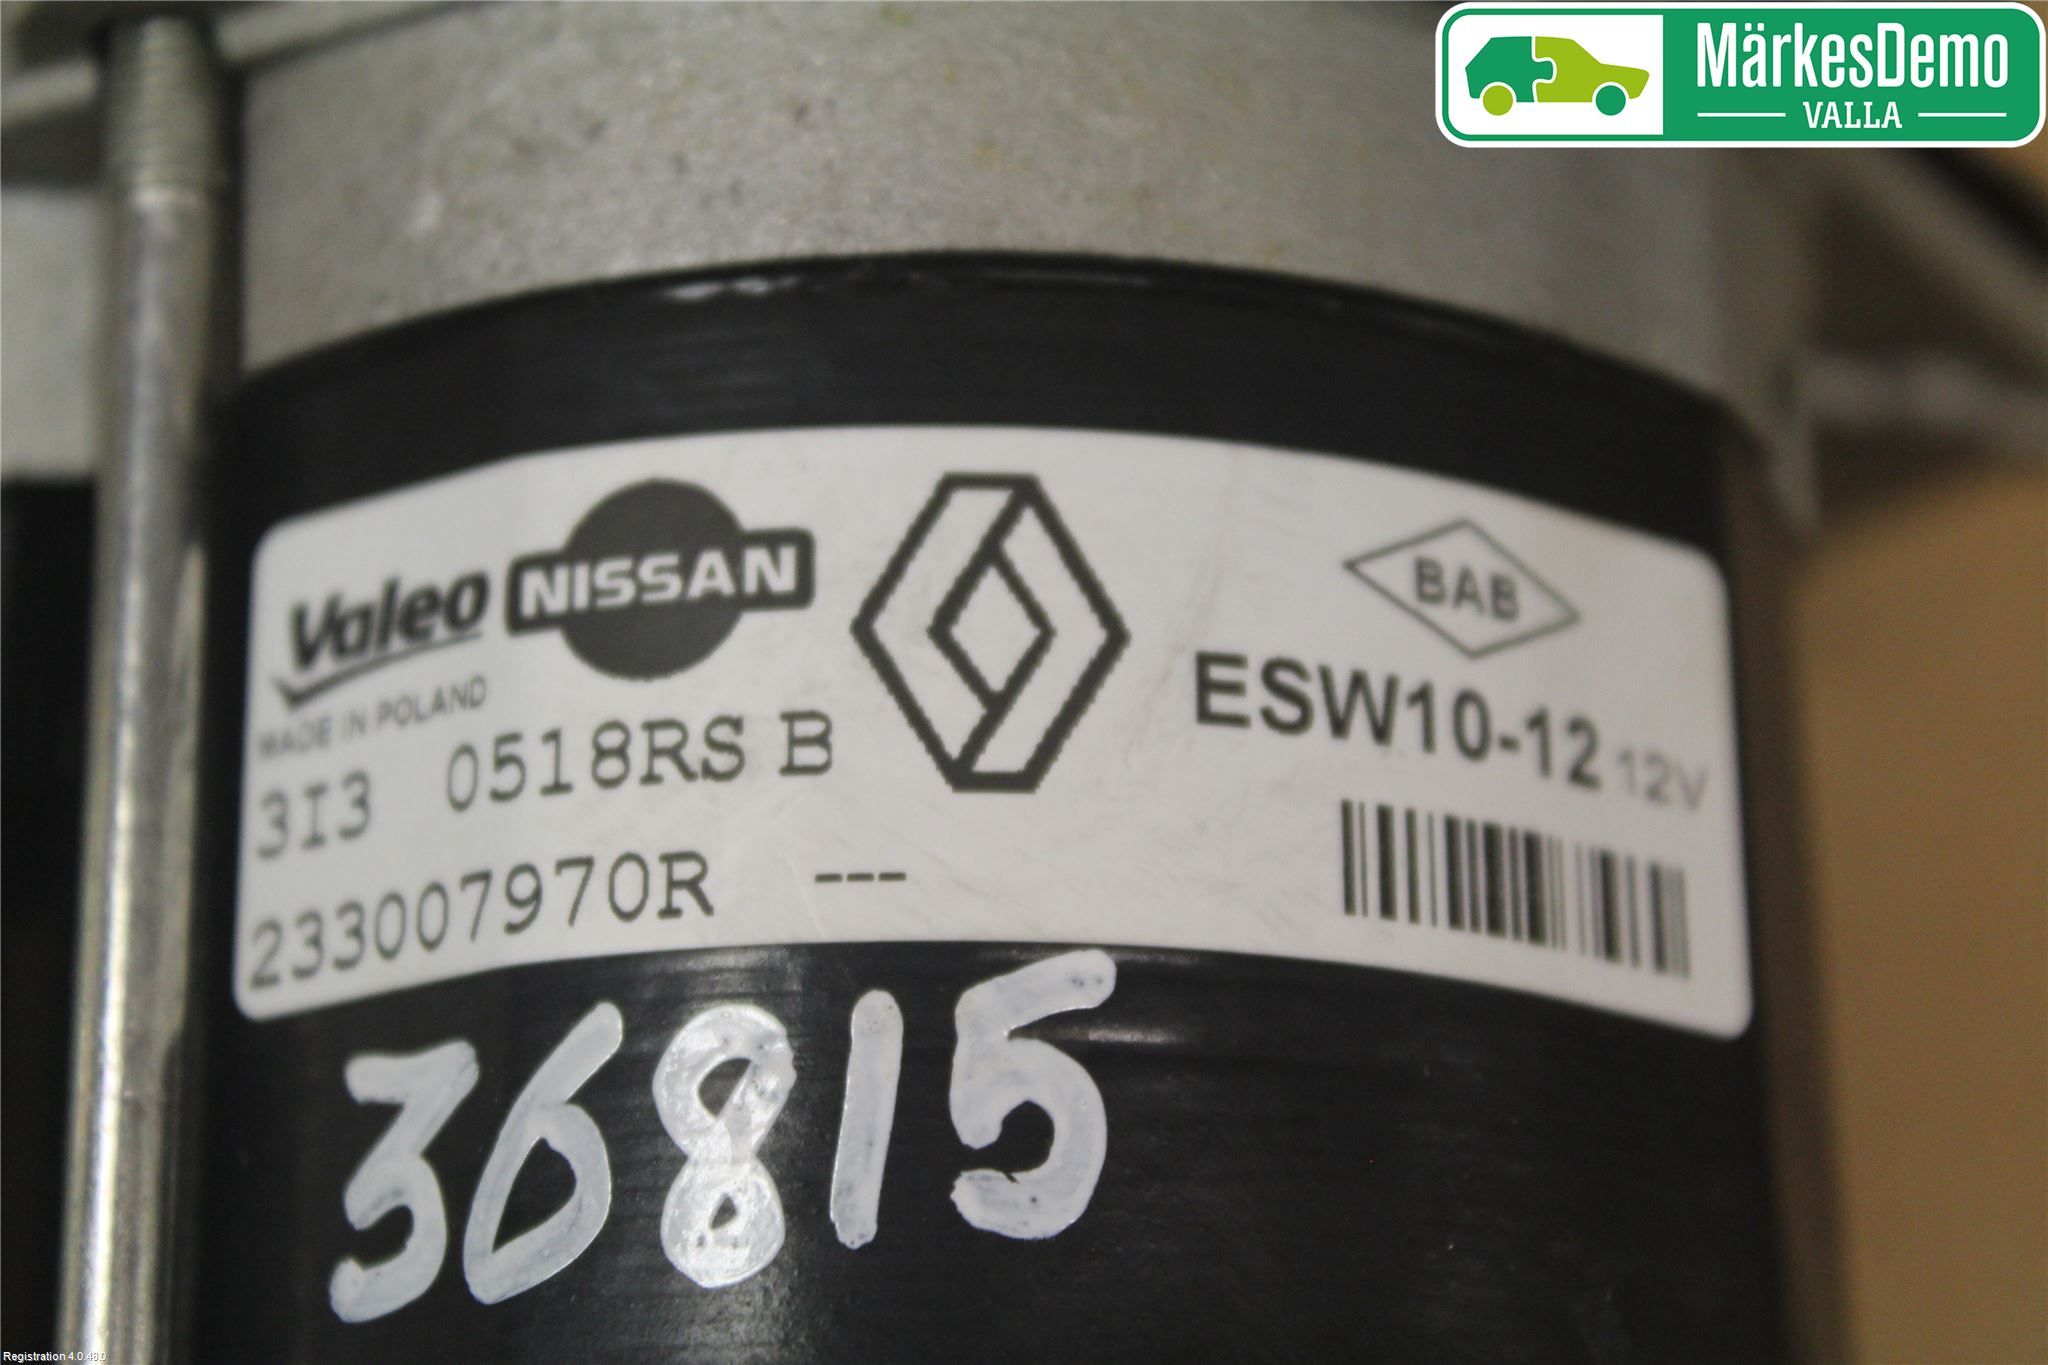 MärkesDemo
VALLA
Valeo
NISSAN
BAB
MADE IN POLAND
ESW10-12 12V
3I3 0518RS B
233007970R ---
36815
Registration 4.0.48.0